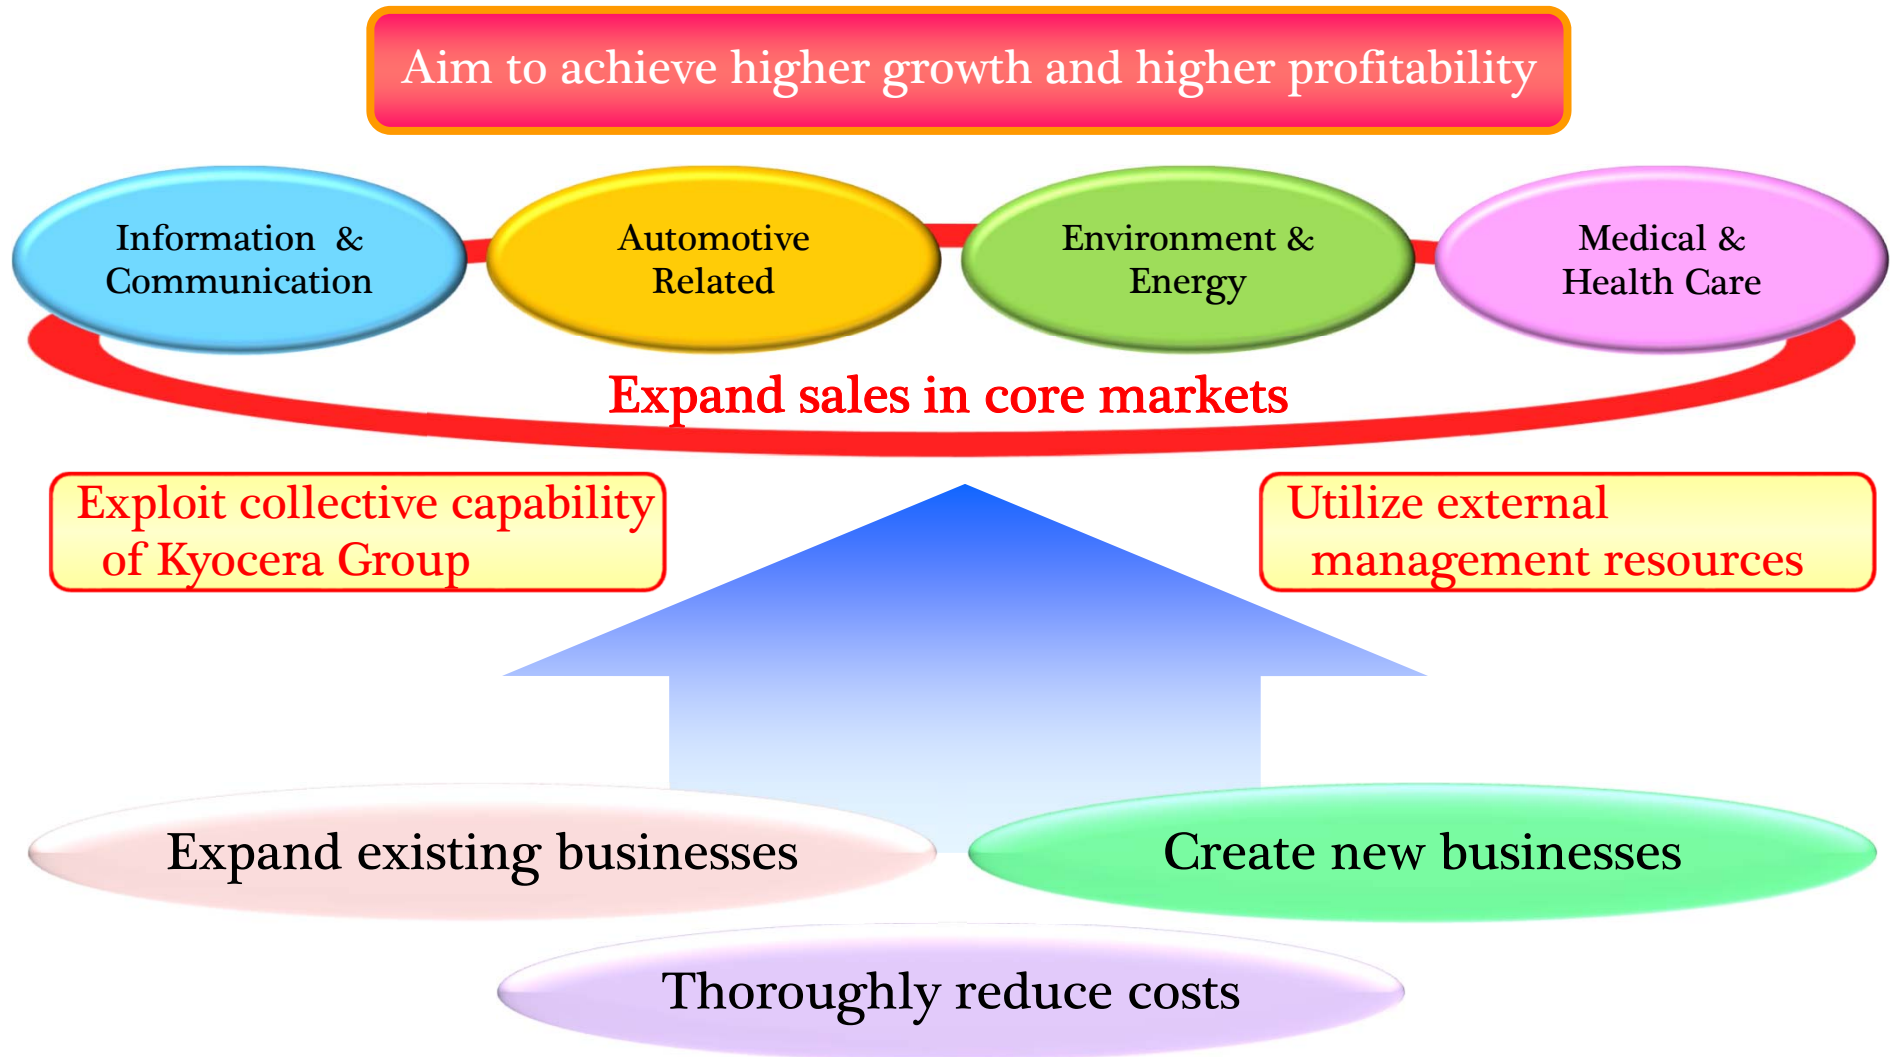 Aim to achieve higher growth and higher profitability
Information &
Communication
Automotive
Related
Environment &
Energy
Medical &
Health Care
Expand sales in core markets
Exploit collective capability
of Kyocera Group
Utilize external
management resources
Expand existing businesses
Create new businesses
Thoroughly reduce costs